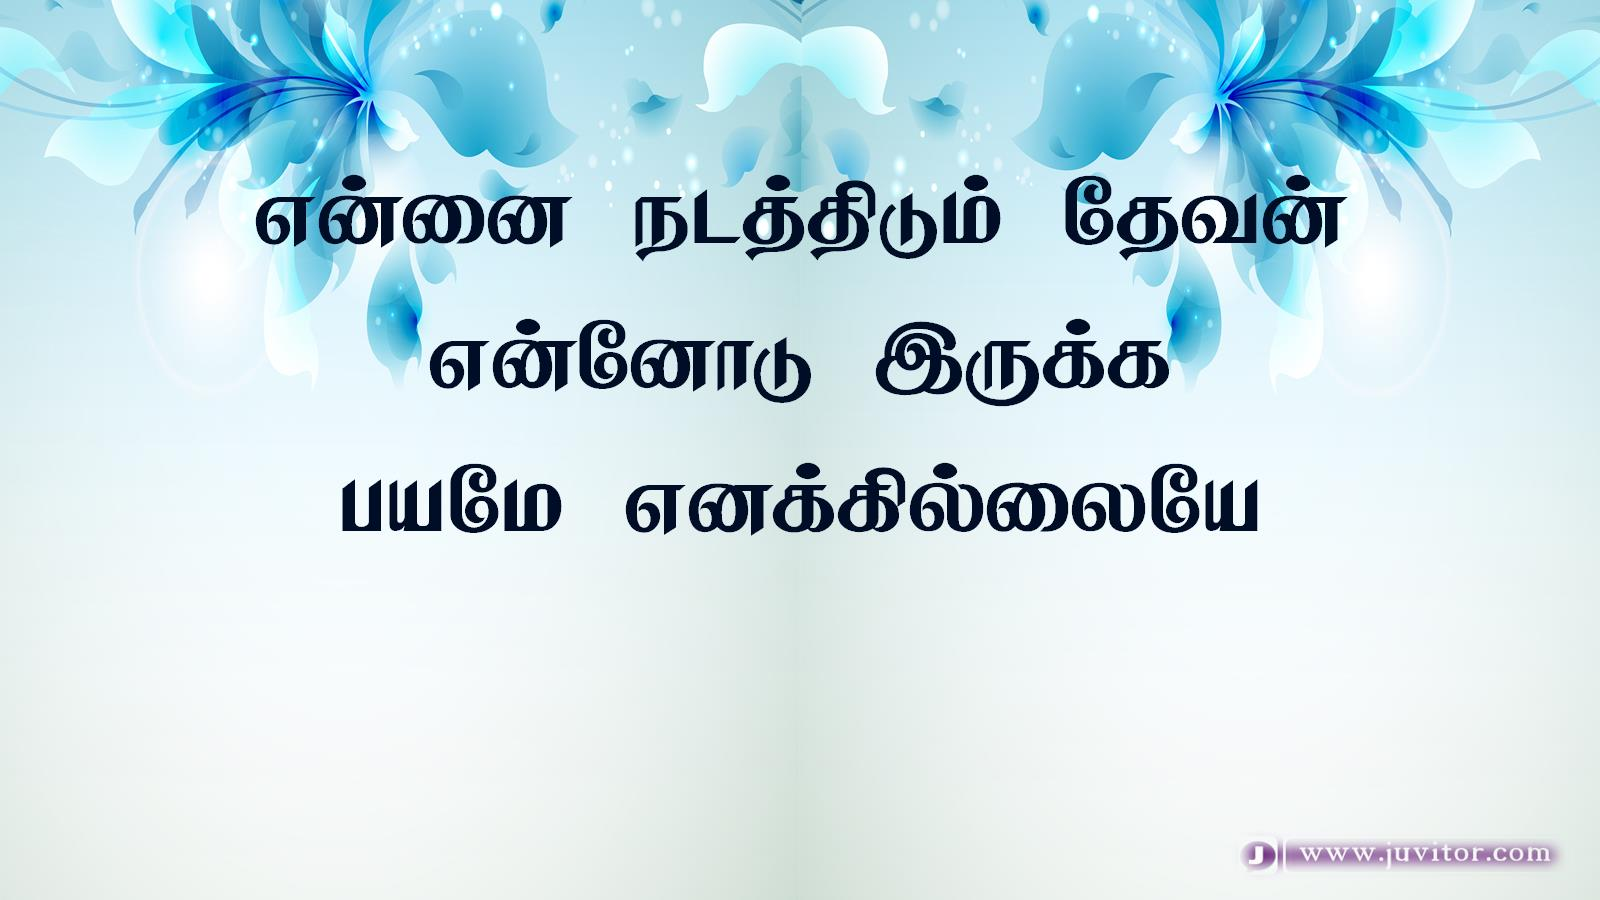 என்னை நடத்திடும் தேவன்
என்னோடு இருக்க
பயமே எனக்கில்லையே
J www.juvitor.com